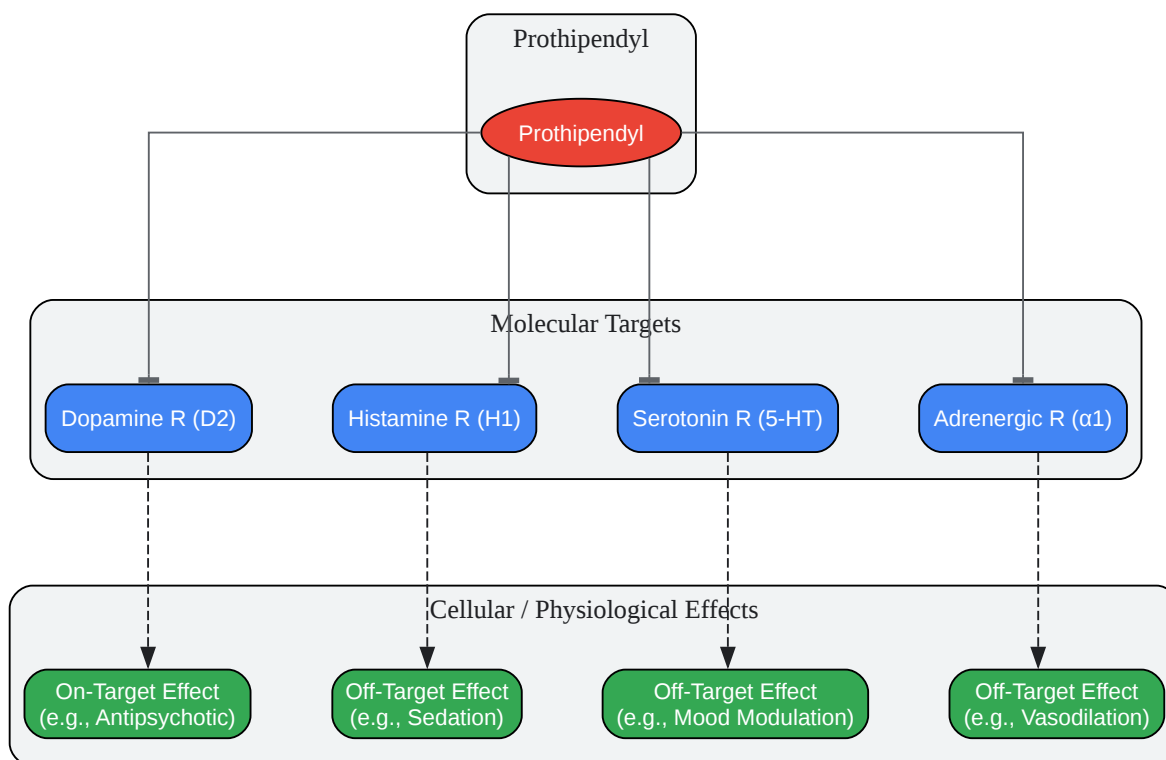 Prothipendyl
Prothipendyl
Molecular Targets
Dopamine R (D2)
Histamine R (H1)
Serotonin R (5-HT)
Adrenergic R (α1)
Cellular / Physiological Effects
On-Target Effect
(e.g., Antipsychotic)
Off-Target Effect
(e.g., Sedation)
Off-Target Effect
(e.g., Mood Modulation)
Off-Target Effect
(e.g., Vasodilation)